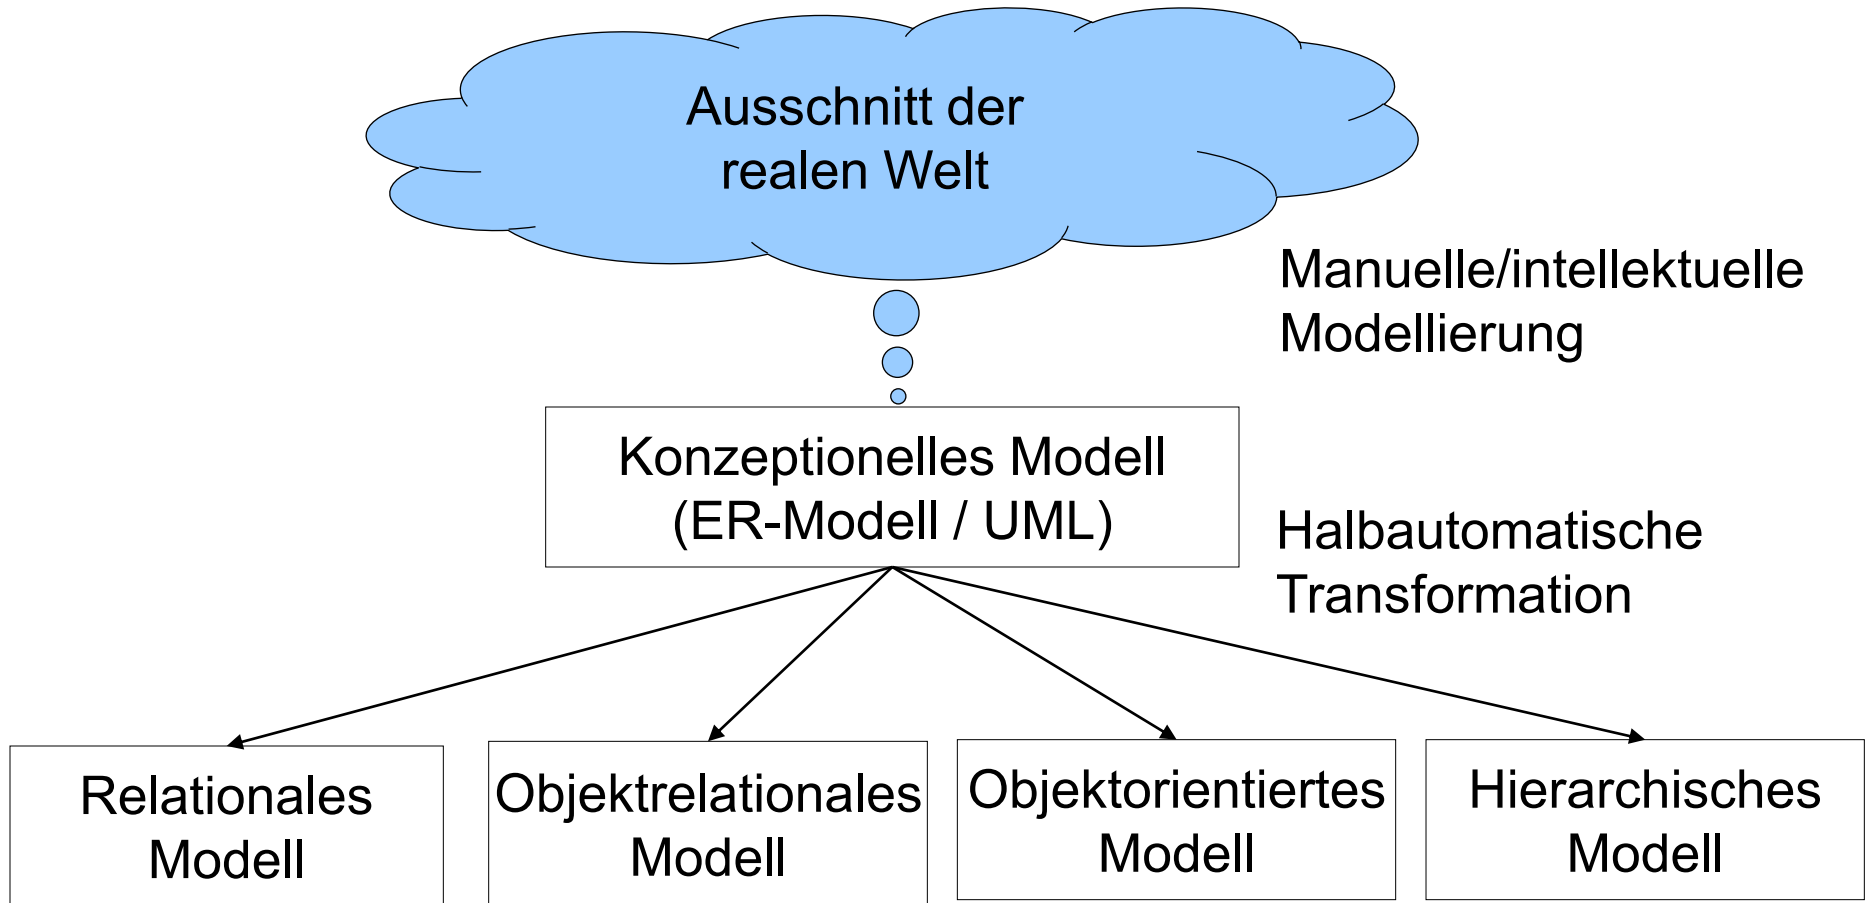 Ausschnitt der
realen Welt
Manuelle/intellektuelle
Modellierung
Konzeptionelles Modell
(ER-Modell / UML)
Halbautomatische
Transformation
Relationales
Modell
Objektrelationales
Modell
Objektorientiertes
Modell
Hierarchisches
Modell